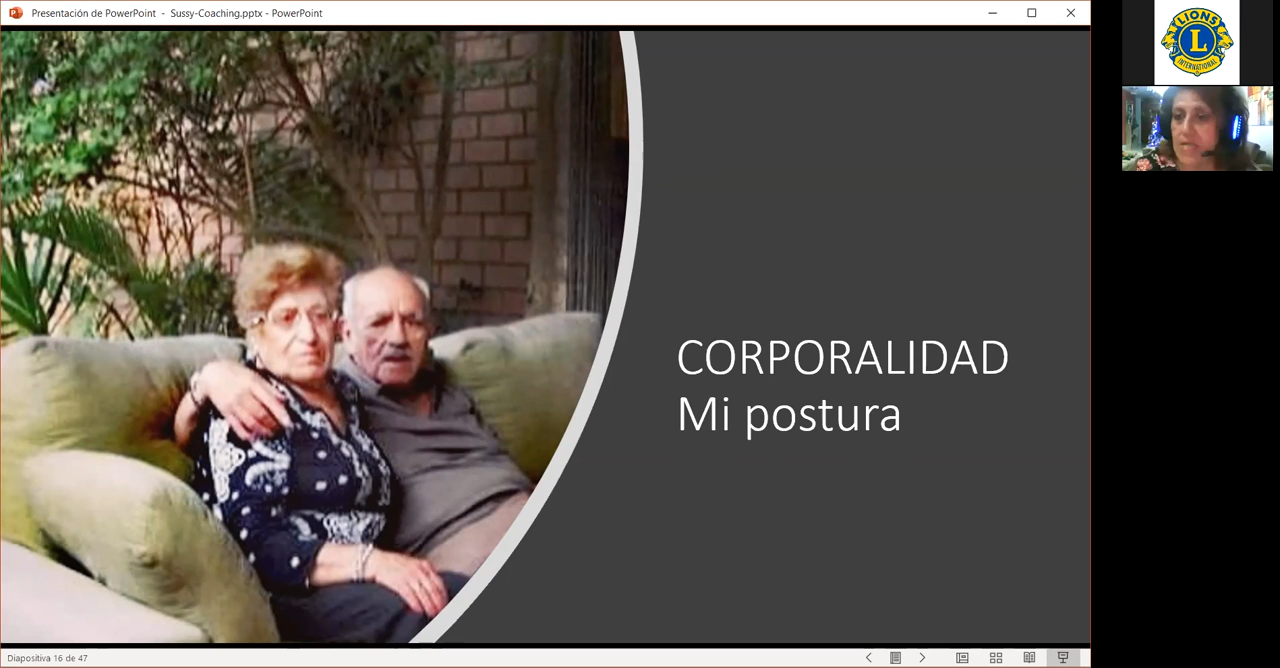 Presentación de PowerPoint - Sussy-Coaching.pptx - PowerPoint
LIONS
L
INTERNATIONAL
CORPORALIDAD
Mi postura
Diapositiva 16 de 47